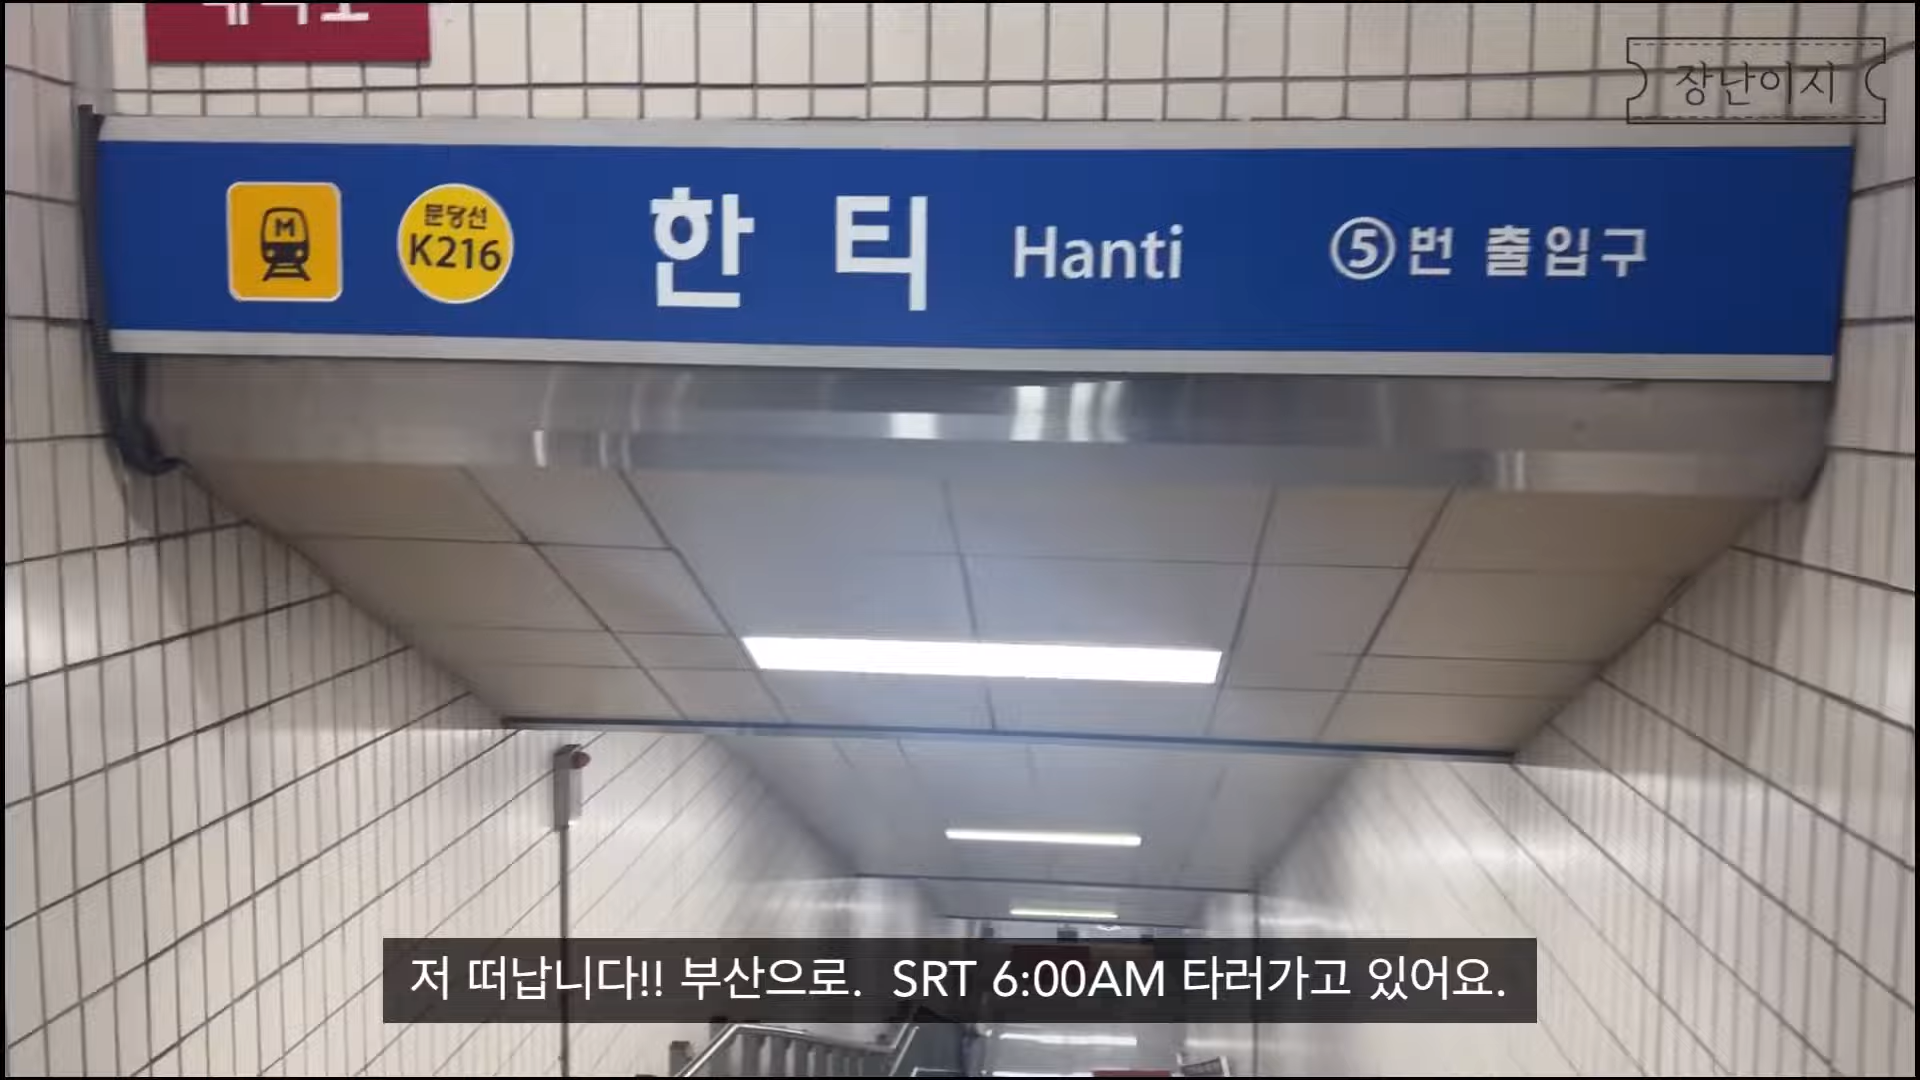 장난이지
M
분당선
K216
한티 Hanti ⑤번 출입구
저 떠납니다!! 부산으로. SRT 6:00AM 타러가고 있어요.